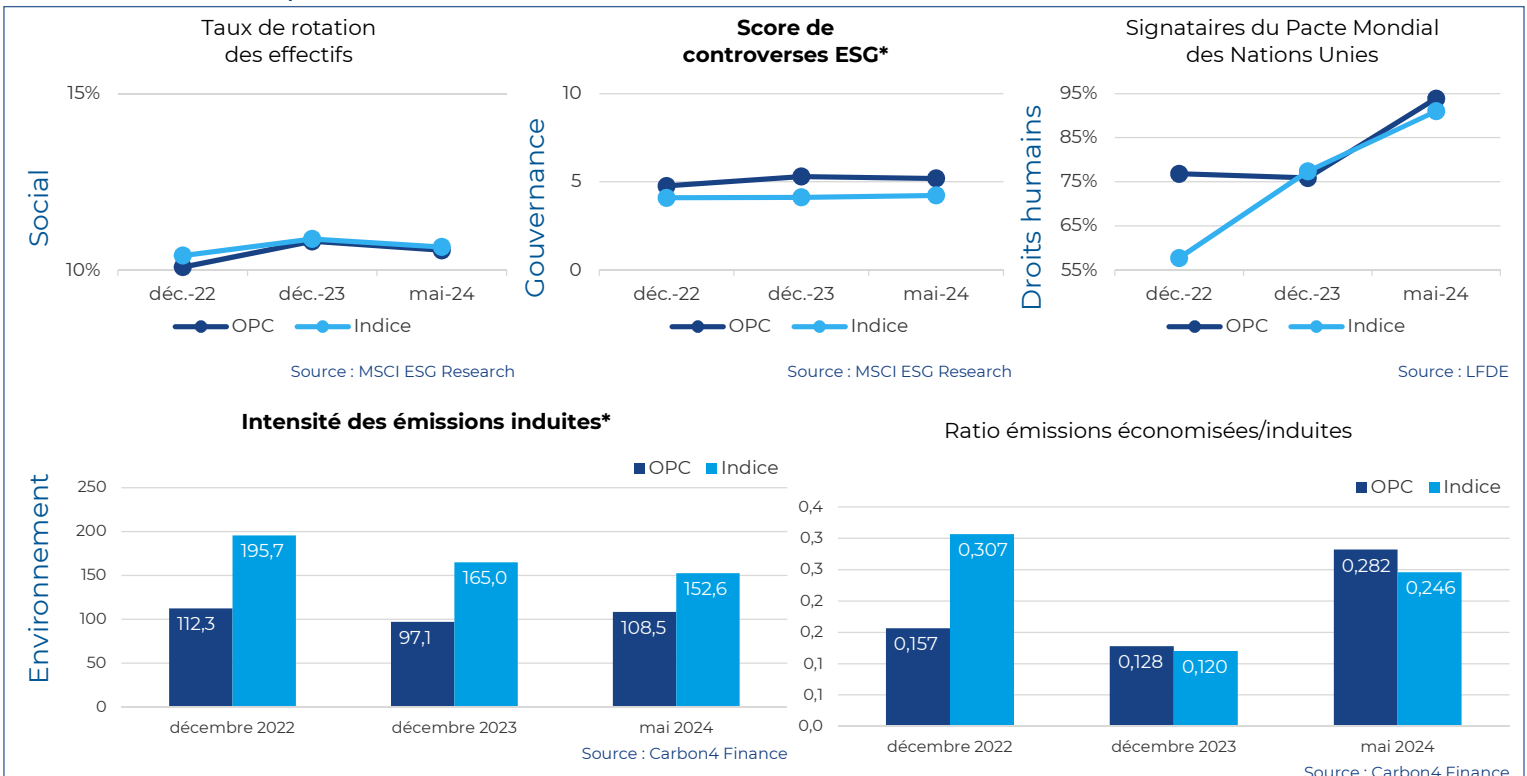 Taux de rotation
des effectifs
Social
15%
10%
déc.-22 déc.-23 mai-24
OPC Indice
Source : MSCI ESG Research
Score de
controverses ESG*
Gouvernance
10
5
0
déc.-22 déc.-23 mai-24
OPC Indice
Source : MSCI ESG Research
Signataires du Pacte Mondial
des Nations Unies
Droits humains
95%
85%
75%
65%
55%
déc.-22 déc.-23 mai-24
OPC Indice
Source : LFDE
Intensité des émissions induites*
Environnement
OPC Indice
250
200
150
100
50
0
112,3 195,7
97,1 165,0
108,5 152,6
décembre 2022 décembre 2023 mai 2024
Source : Carbon4 Finance
Ratio émissions économisées/induites
OPC Indice
0,4
0,3
0,3
0,2
0,2
0,1
0,1
0,0
0,157 0,307
0,128 0,120
0,282 0,246
décembre 2022 décembre 2023 mai 2024
Source : Carbon4 Finance